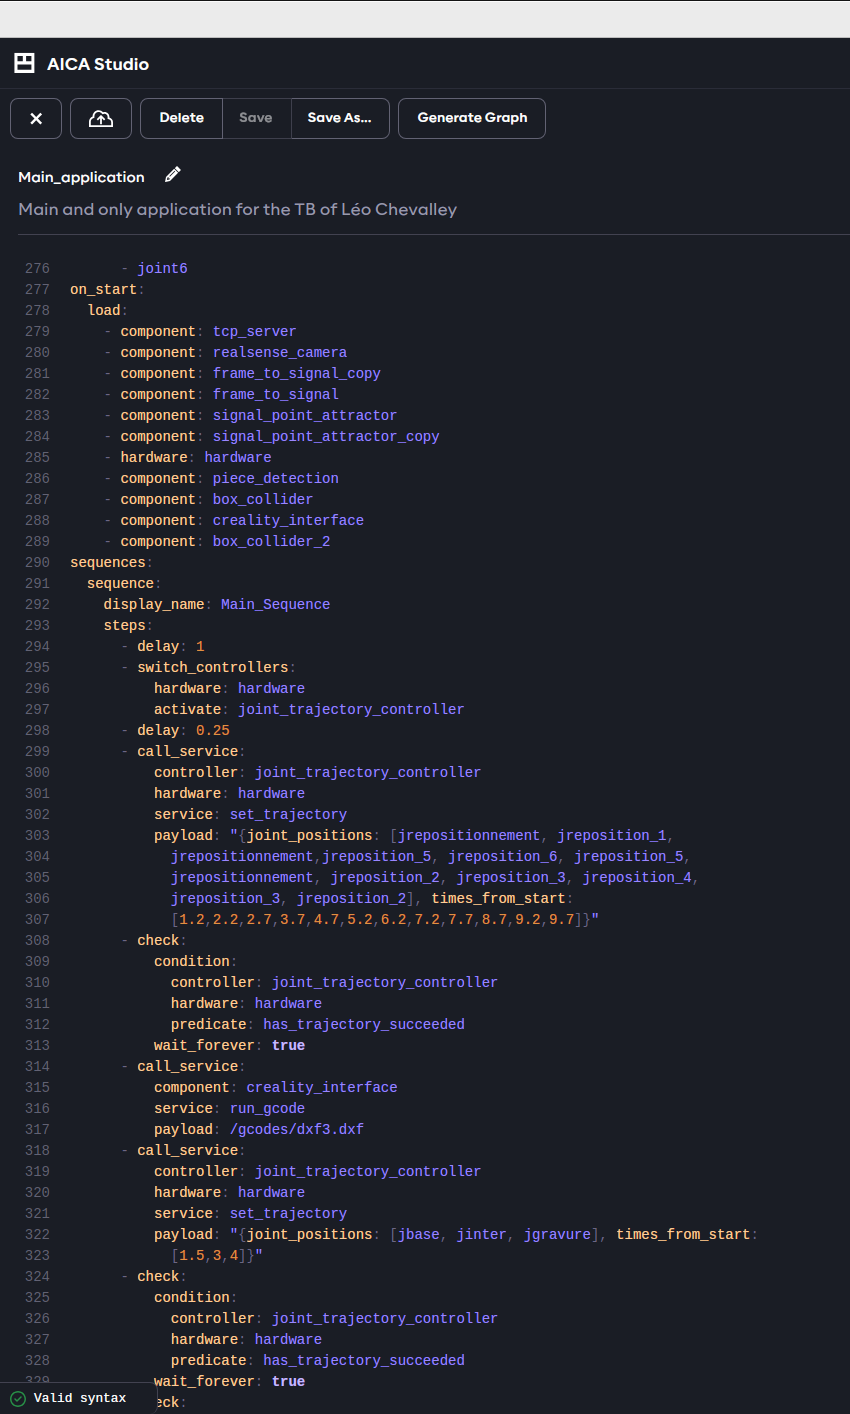 AICA Studio
Delete Save Save As... Generate Graph
Main_application
Main and only application for the TB of Léo Chevalley
276 - joint6
277 on_start:
278 load:
279 - component: tcp_server
280 - component: realsense_camera
281 - component: frame_to_signal_copy
282 - component: frame_to_signal
283 - component: signal_point_attractor
284 - component: signal_point_attractor_copy
285 - hardware: hardware
286 - component: piece_detection
287 - component: box_collider
288 - component: creality_interface
289 - component: box_collider_2
290 sequences:
291 sequence:
292 display_name: Main_Sequence
293 steps:
294 - delay: 1
295 - switch_controllers:
296 hardware: hardware
297 activate: joint_trajectory_controller
298 - delay: 0.25
299 - call_service:
300 controller: joint_trajectory_controller
301 hardware: hardware
302 service: set_trajectory
303 payload: "{joint_positions: [jrepositionnement, jreposition_1,
304 jrepositionnement,jreposition_5, jreposition_6, jreposition_5,
305 jrepositionnement, jreposition_2, jreposition_3, jreposition_4,
306 jreposition_3, jreposition_2], times_from_start:
307 [1.2,2.2,2.7,3.7,4.7,5.2,6.2,7.2,7.7,8.7,9.2,9.7]}"
308 - check:
309 condition:
310 controller: joint_trajectory_controller
311 hardware: hardware
312 predicate: has_trajectory_succeeded
313 wait_forever: true
314 - call_service:
315 component: creality_interface
316 service: run_gcode
317 payload: /gcodes/dxf3.dxf
318 - call_service:
319 controller: joint_trajectory_controller
320 hardware: hardware
321 service: set_trajectory
322 payload: "{joint_positions: [jbase, jinter, jgravure], times_from_start:
323 [1.5,3,4]}"
324 - check:
325 condition:
326 controller: joint_trajectory_controller
327 hardware: hardware
328 predicate: has_trajectory_succeeded
329 wait_forever: true
Valid syntax
eck: